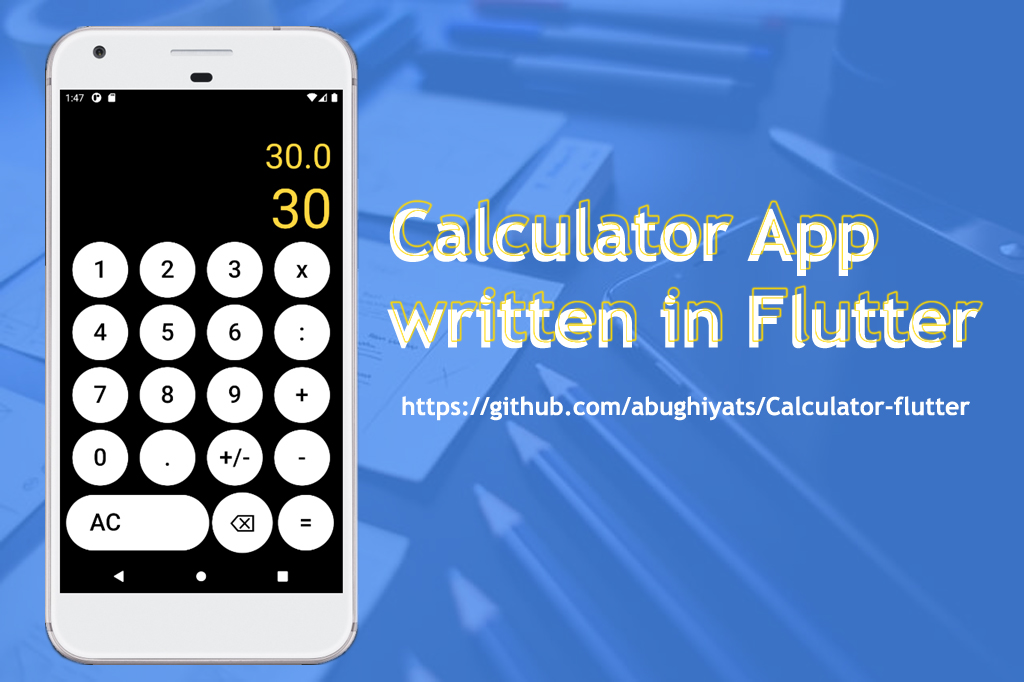 1:47
30.0
30
1 2 3 x
4 5 6 :
7 8 9 +
0 . +/- -
AC =
Calculator App
written in Flutter
https://github.com/abughiyats/Calculator-flutter